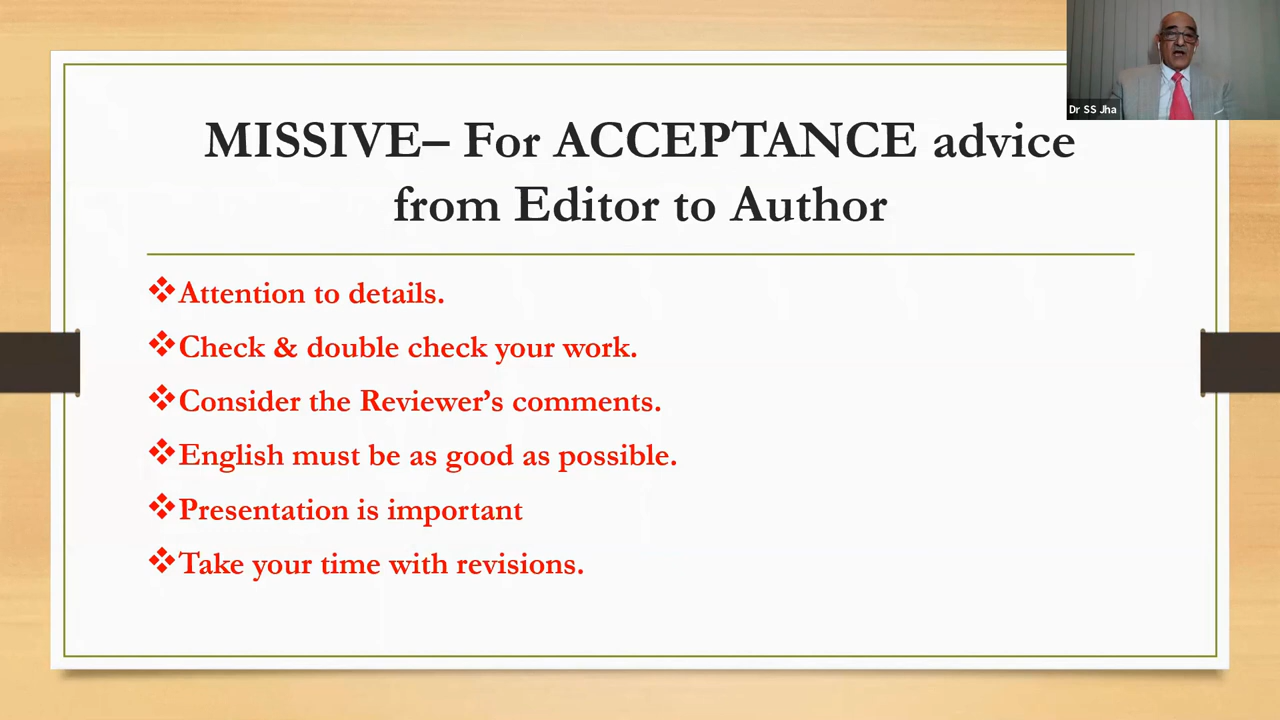 MISSIVE– For ACCEPTANCE advice
from Editor to Author
❖Attention to details.
❖Check & double check your work.
❖Consider the Reviewer’s comments.
❖English must be as good as possible.
❖Presentation is important
❖Take your time with revisions.
Dr SS Jha